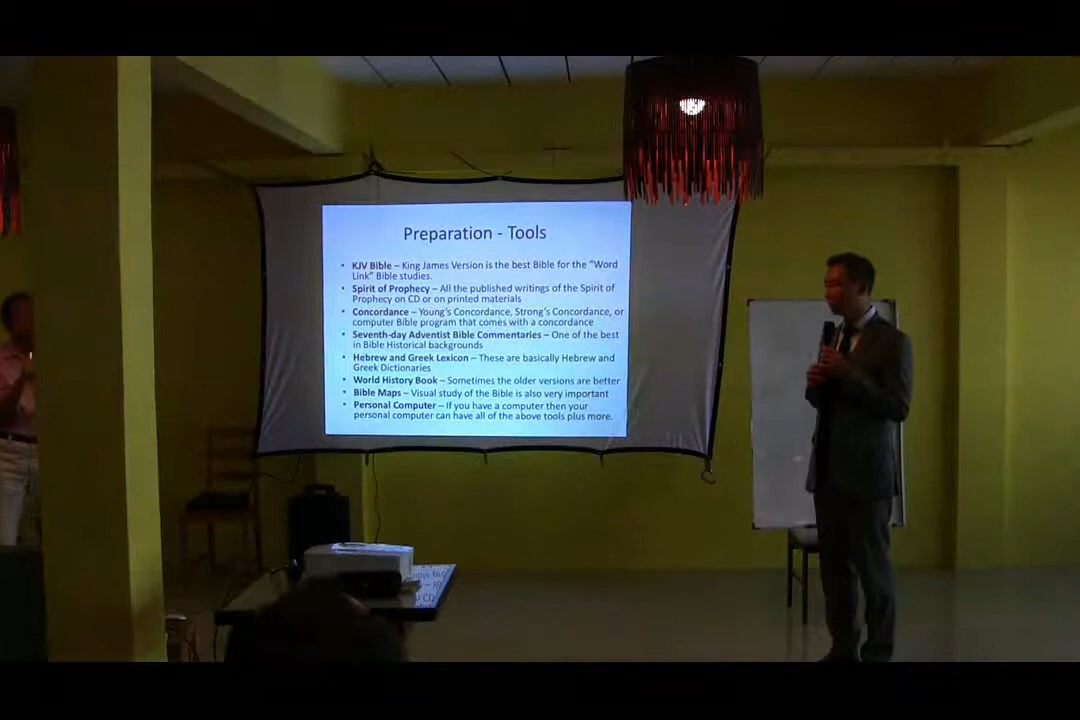 Preparation - Tools
• KJV Bible – King James Version is the best Bible for the “Word
Link” Bible studies.
• Spirit of Prophecy – All the published writings of the Spirit of
Prophecy on CD or on printed materials
• Concordance – Young's Concordance, Strong's Concordance, or
computer Bible program that comes with a concordance
• Seventh-day Adventist Bible Commentaries – One of the best
in Bible Historical backgrounds
• Hebrew and Greek Lexicon – These are basically Hebrew and
Greek Dictionaries
• World History Book – Sometimes the older versions are better
• Bible Maps – Visual study of the Bible is also very important
• Personal Computer – If you have a computer then your
personal computer can have all of the above tools plus more.